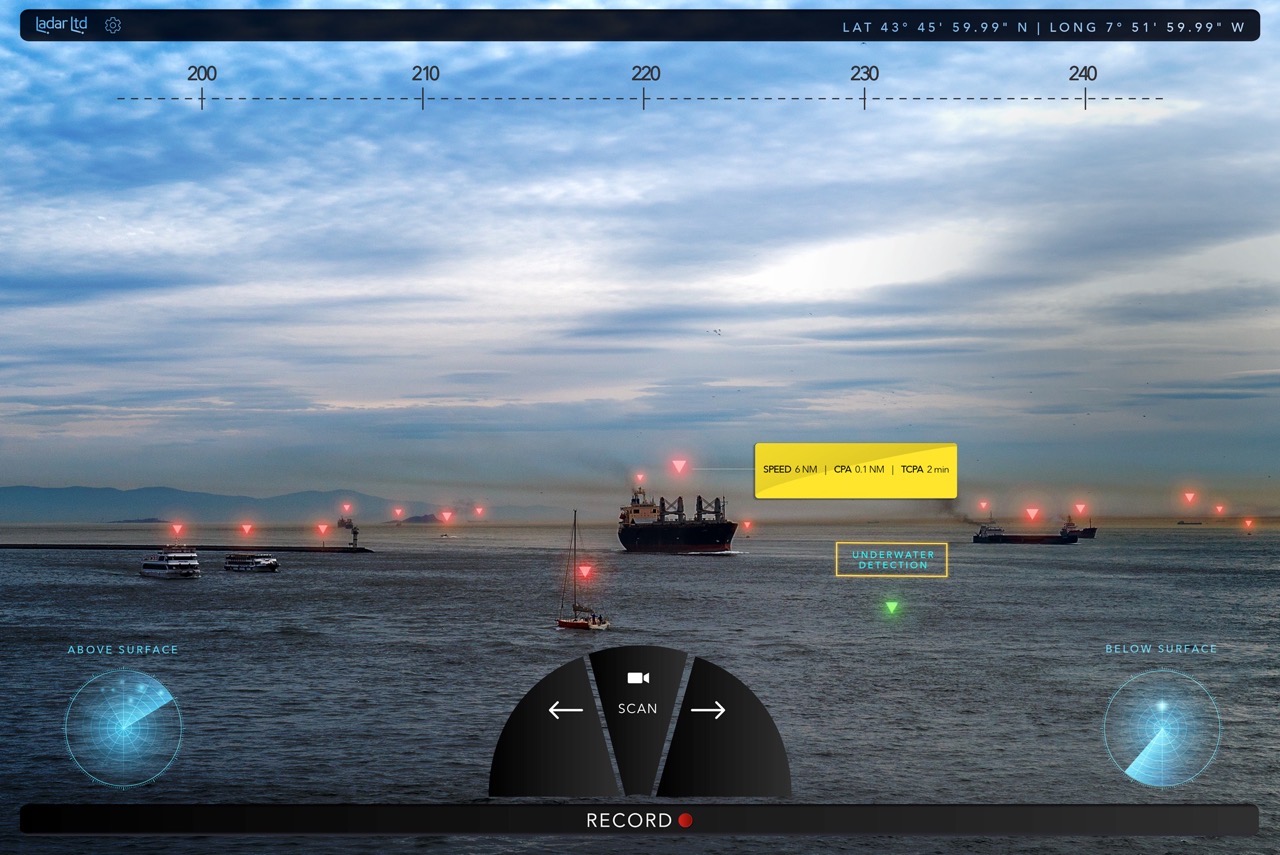 ladar ltd
LAT 43° 45' 59.99" N | LONG 7° 51' 59.99" W
200 210 220 230 240
SPEED 6 NM | CPA 0.1 NM | TCPA 2 min
UNDERWATER
DETECTION
ABOVE SURFACE
BELOW SURFACE
SCAN
RECORD